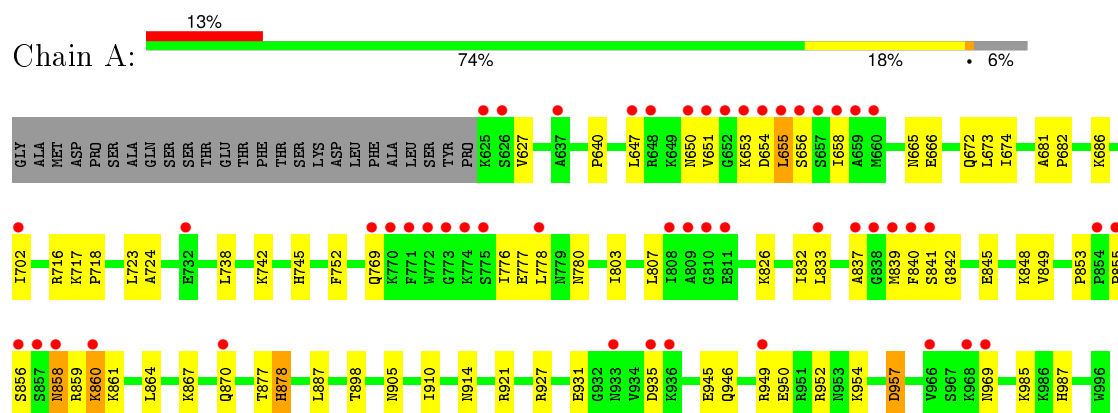 13%
Chain A:
74% 18% • 6%
GLY ALA MET ASP PRO SER ALA GLN SER SER THR GLU THR PHE THR SER LYS ASP LEU PHE ALA LEU SER TYR PRO K625 S626 V627 A637 P640 L647 R648 K649 N650 V651 G652 K653 D654 L655 S656 S657 I658 A659 M660 N665 E666 Q672 L673 I674 A681 P682 K686
I702 R716 K717 P718 L723 A724 E732 L738 K742 H745 F752 Q769 K770 F771 W772 G773 K774 S775 I776 E777 L778 N779 N780 I803 L807 I808 A809 G810 E811 K826 I832 L833 A837 G838 M839 F840 S841 G842 E845 K848 V849 P853 P854 P855
S856 S857 N858 R859 K860 K861 L864 K867 Q870 T877 H878 L887 T898 N905 I910 N914 R921 R927 E931 G932 N933 V934 D935 K936 E945 Q946 R949 E950 R951 R952 N953 K954 D957 V966 S967 K968 N969 K985 K986 H987 W996